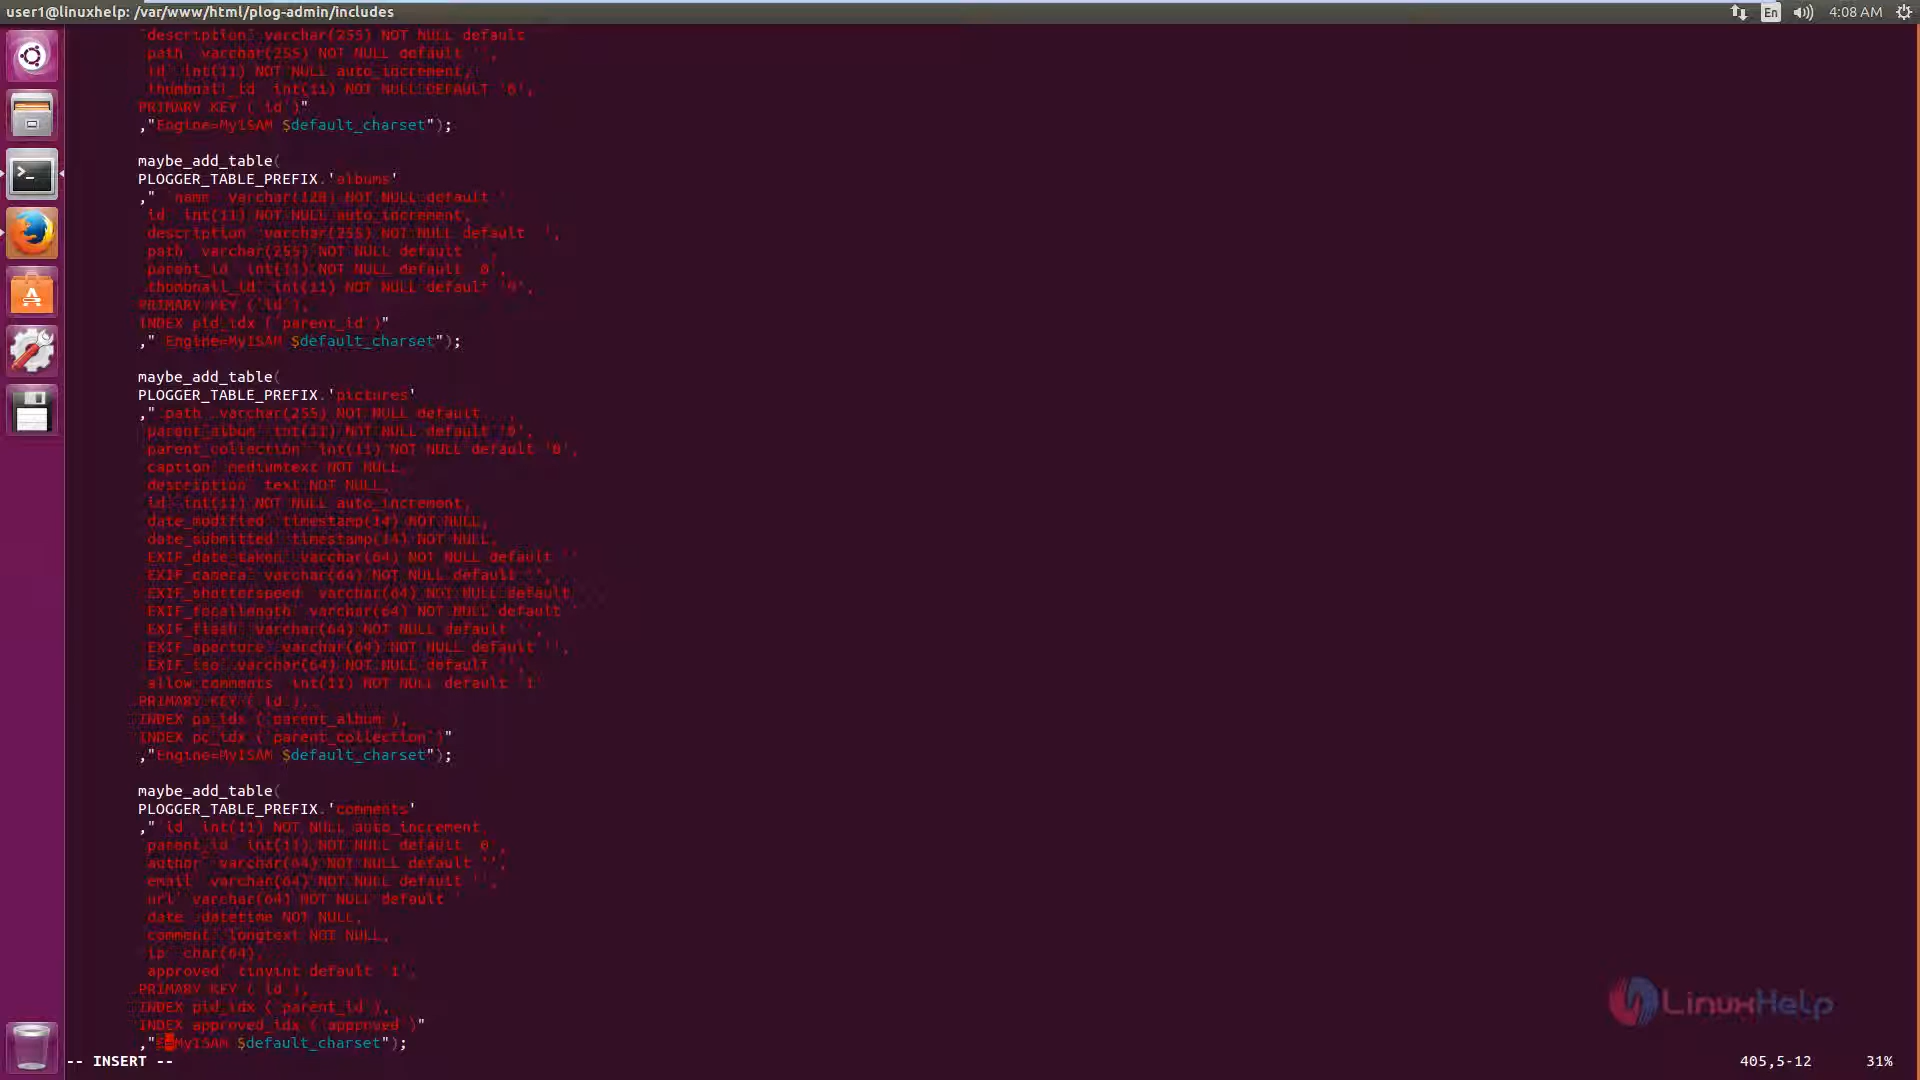 user1@linuxhelp: /var/www/html/plog-admin/includes
En
4:08 AM
`description` varchar(255) NOT NULL default
`path` varchar(255) NOT NULL default '',
`id` int(11) NOT NULL auto_increment,
`thumbnail_id` int(11) NOT NULLEDEFAULT '0',
PRIMARY KEY (`id`)"
,"Engine=MyISAM $default_charset");
maybe_add_table(
PLOGGER_TABLE_PREFIX.'albums'
,"`name` varchar(128) NOT NULL default '
`id` int(11) NOT NULL auto_increment,
`description` varchar(255) NOT NULL default '',
`path` varchar(255) NOT NULL default '',
`parent_id` int(11) NOT NULL default '0',
`thumbnail_id` int(11) NOT NULL default '0',
PRIMARY KEY (`id`),
INDEX pid_idx (`parent_id`)"
," Engine=MyISAM $default_charset");
maybe_add_table(
PLOGGER_TABLE_PREFIX.'pictures'
,"`path` varchar(255) NOT NULL default '',
`parent_album` int(11) NOT NULL default '0',
`parent_collection` int(11) NOT NULL default '0',
`caption` mediumtext NOT NULL,
`description` text NOT NULL,
`id` int(11) NOT NULL auto_increment,
`date_modified` timestamp(14) NOT NULL,
`date_submitted` timestamp(14) NOT NULL,
`EXIF_date_taken` varchar(64) NOT NULL default ''
`EXIF_camera` varchar(64) NOT NULL default '',
`EXIF_shutterspeed` varchar(64) NOT NULL default
`EXIF_focallength` varchar(64) NOT NULL default '
`EXIF_flash` varchar(64) NOT NULL default '',
`EXIF_aperture` varchar(64) NOT NULL default '',
`EXIF_iso` varchar(64) NOT NULL default '',
`allow_comments` int(11) NOT NULL default '1'
PRIMARY KEY (`id`),
INDEX pa_idx (`parent_album`),
INDEX pc_idx (`parent_collection`)"
,"Engine=MyISAM $default_charset");
maybe_add_table(
PLOGGER_TABLE_PREFIX.'comments'
,"`id` int(11) NOT NULL auto_increment,
`parent_id` int(11) NOT NULL default '0',
`author` varchar(64) NOT NULL default '',
`email` varchar(64) NOT NULL default '',
`url` varchar(64) NOT NULL default '
`date` datetime NOT NULL,
`comment` longtext NOT NULL,
`ip` char(64),
`approved` tinyint default '1',
PRIMARY KEY (`id`),
INDEX pid_idx (`parent_id`),
INDEX approved_idx (`approved`)"
,"E=MyISAM $default_charset");
-- INSERT --
405,5-12
31%
LinuxHelp